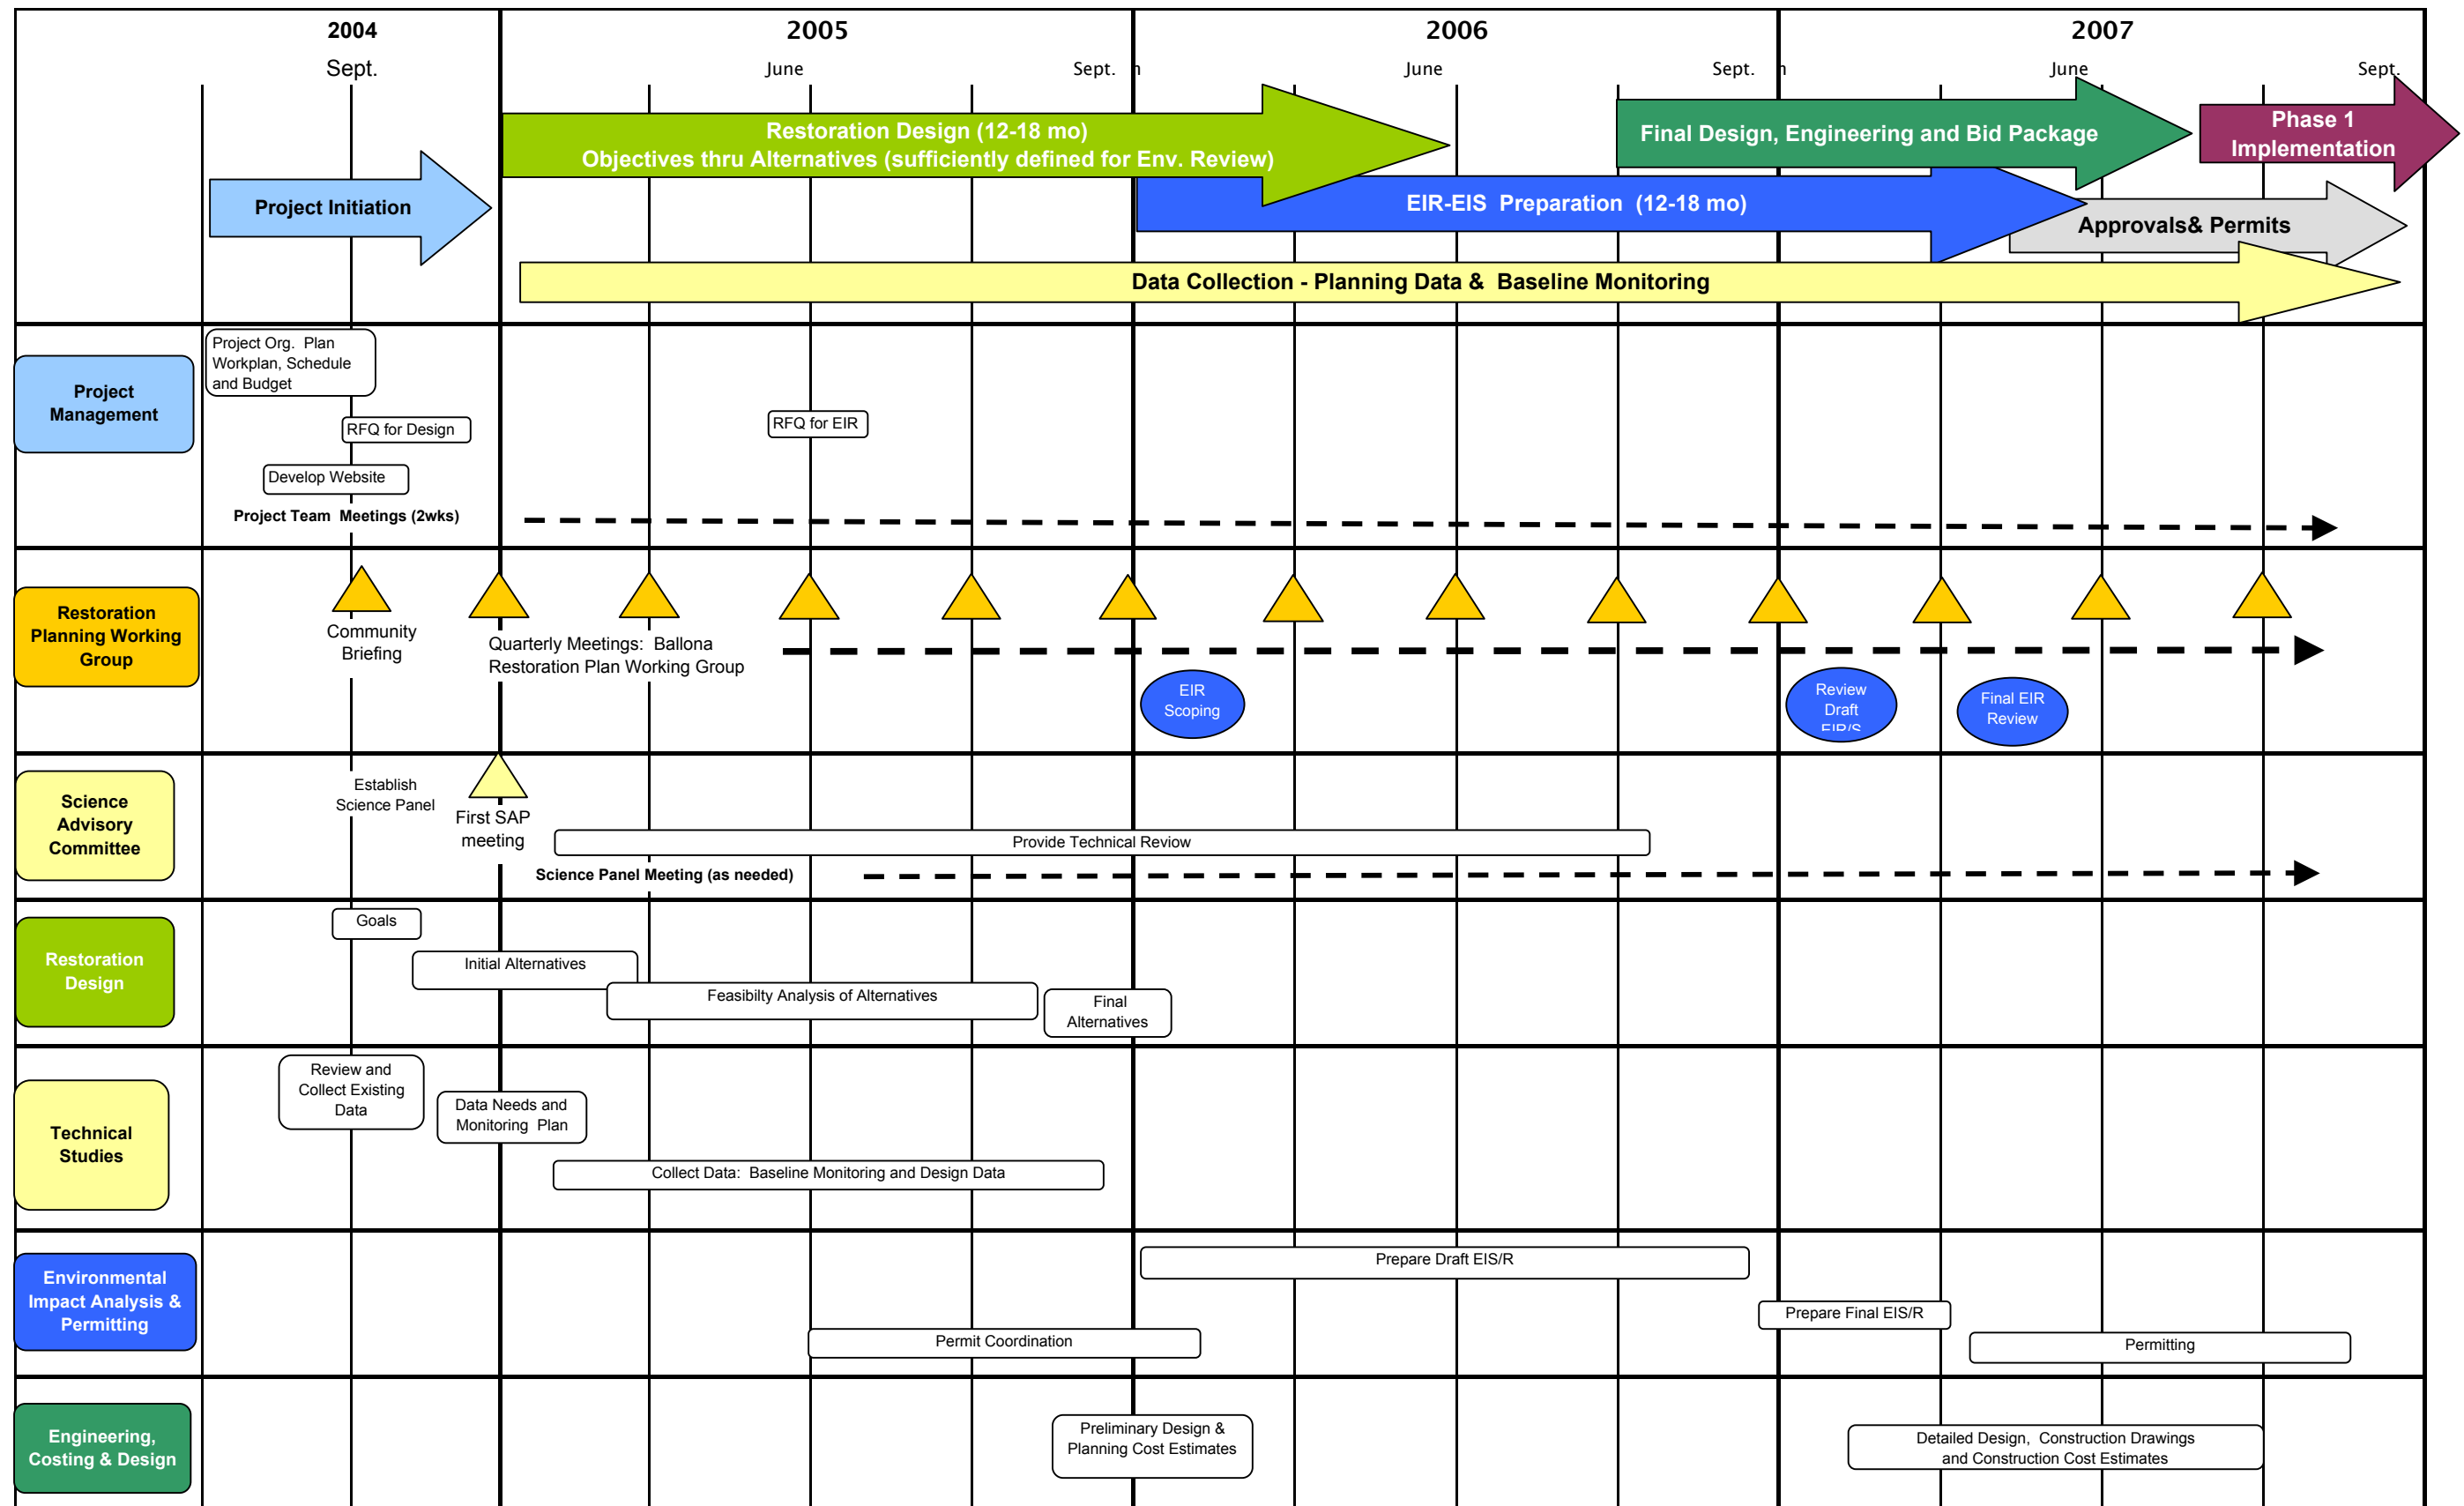 2004
2005
2006
2007
Sept.
June
Sept.
June
Sept.
June
Sept.
Restoration Design (12-18 mo)
Objectives thru Alternatives (sufficiently defined for Env. Review)
Final Design, Engineering and Bid Package
Phase 1
Implementation
Project Initiation
EIR-EIS Preparation (12-18 mo)
Approvals& Permits
Data Collection - Planning Data & Baseline Monitoring
Project
Management
Project Org. Plan
Workplan, Schedule
and Budget
RFQ for Design
RFQ for EIR
Develop Website
Project Team Meetings (2wks)
Restoration
Planning Working
Group
Community
Briefing
Quarterly Meetings: Ballona
Restoration Plan Working Group
EIR
Scoping
Review
Draft
EIR/S
Final EIR
Review
Science
Advisory
Committee
Establish
Science Panel
First SAP
meeting
Provide Technical Reviow
Science Panel Meeting (as needed)
Restoration
Design
Goals
Initial Alternatives
Feasibilty Analysis of Alternatives
Final
Alternatives
Technical
Studies
Review and
Collect Existing
Data
Data Needs and
Monitoring Plan
Collect Data: Baseline Monitoring and Design Data
Environmental
Impact Analysis &
Permitting
Prepare Draft EIS/R
Prepare Final EIS/R
Permit Coordination
Permitting
Engineering,
Costing & Design
Preliminary Design &
Planning Cost Estimates
Detailed Design, Construction Drawings
and Construction Cost Estimates